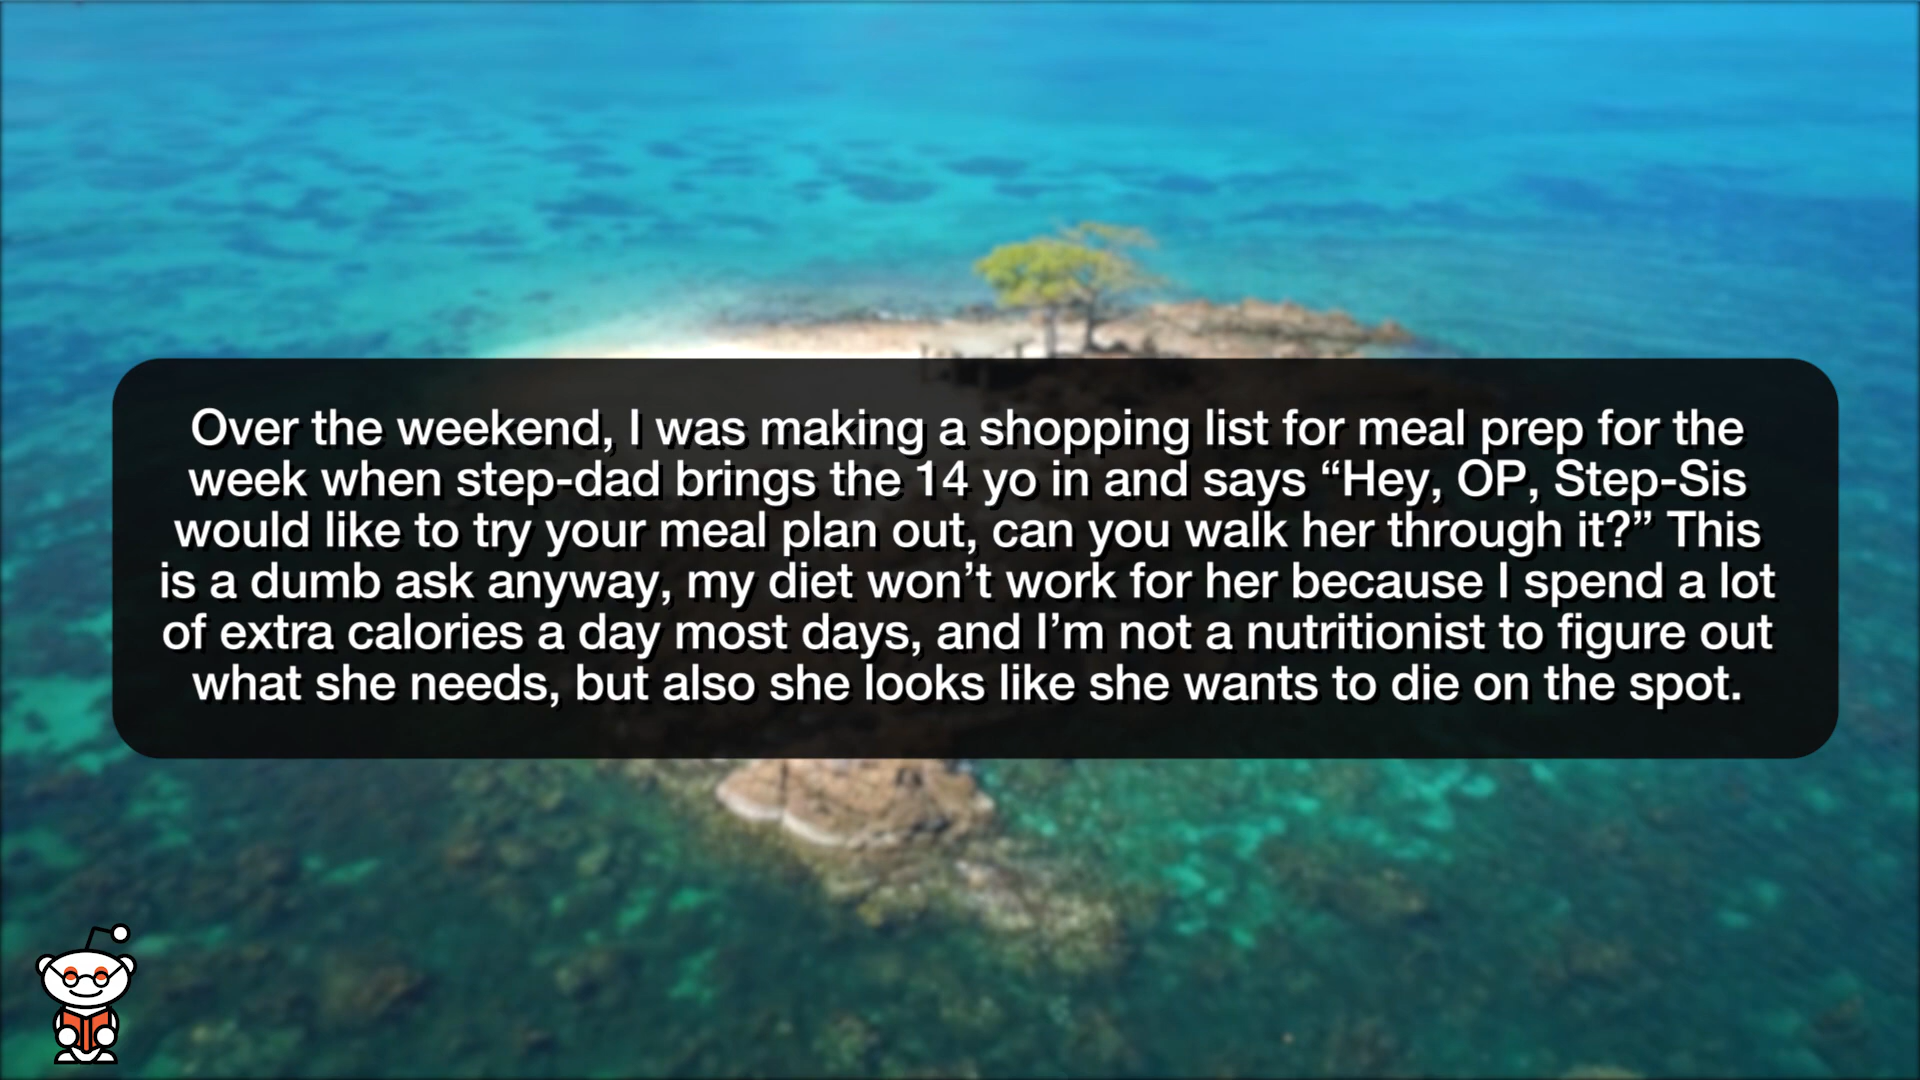 Over the weekend, I was making a shopping list for meal prep for the
week when step-dad brings the 14 yo in and says “Hey, OP, Step-Sis
would like to try your meal plan out, can you walk her through it?” This
is a dumb ask anyway, my diet won’t work for her because I spend a lot
of extra calories a day most days, and I’m not a nutritionist to figure out
what she needs, but also she looks like she wants to die on the spot.